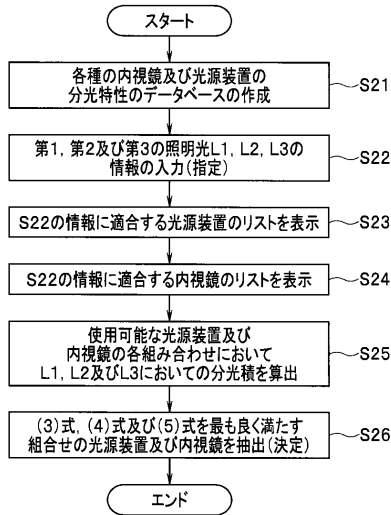 スタート
各種の内視鏡及び光源装置の
分光特性のデータベースの作成
S21
第1, 第2及び第3の照明光L1, L2, L3の
情報の入力(指定)
S22
S22の情報に適合する光源装置のリストを表示
S23
S22の情報に適合する内視鏡のリストを表示
S24
使用可能な光源装置及び
内視鏡の各組み合わせにおいて
L1, L2及びL3においての分光積を算出
S25
(3)式, (4)式及び(5)式を最も良く満たす
組合せの光源装置及び内視鏡を抽出(決定)
S26
エンド